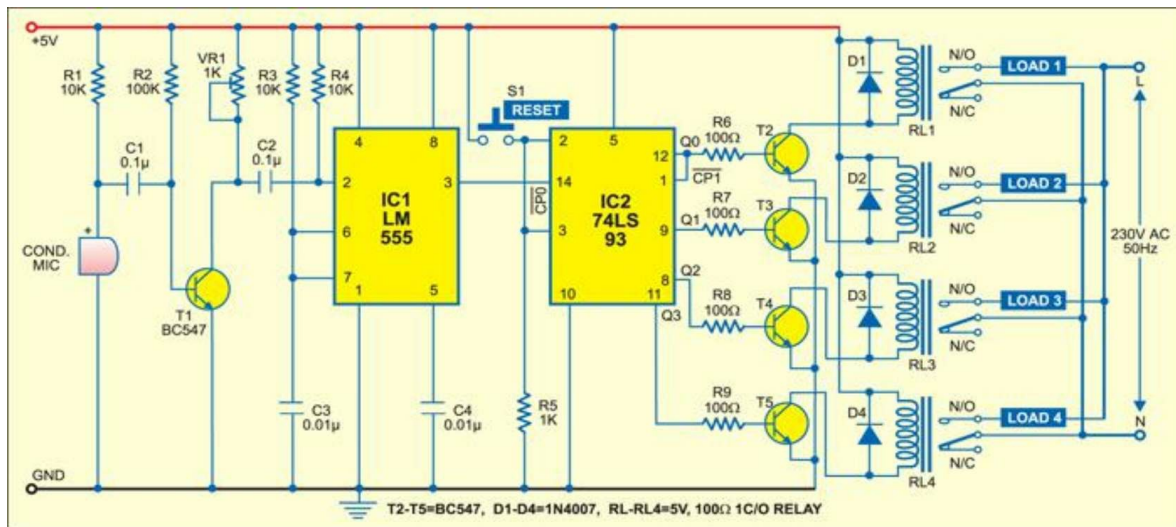 +5V
R1
10K
R2
100K
VR1
1K
R3
10K
R4
10K
C1
0.1µ
C2
0.1µ
COND.
MIC
+
T1
BC547
4
8
2
3
6
7
1
5
IC1
LM
555
C3
0.01µ
C4
0.01µ
S1
RESET
2
5
12
1
14
3
9
8
10
11
IC2
74LS
93
CP0
CP1
Q0
Q1
Q2
Q3
R5
1K
R6
100Ω
R7
100Ω
R8
100Ω
R9
100Ω
T2
T3
T4
T5
D1
RL1
N/O
N/C
LOAD 1
D2
RL2
N/O
N/C
LOAD 2
D3
RL3
N/O
N/C
LOAD 3
D4
RL4
N/O
N/C
LOAD 4
L
230V AC
50Hz
N
GND
T2-T5=BC547, D1-D4=1N4007, RL-RL4=5V, 100Ω 1C/O RELAY